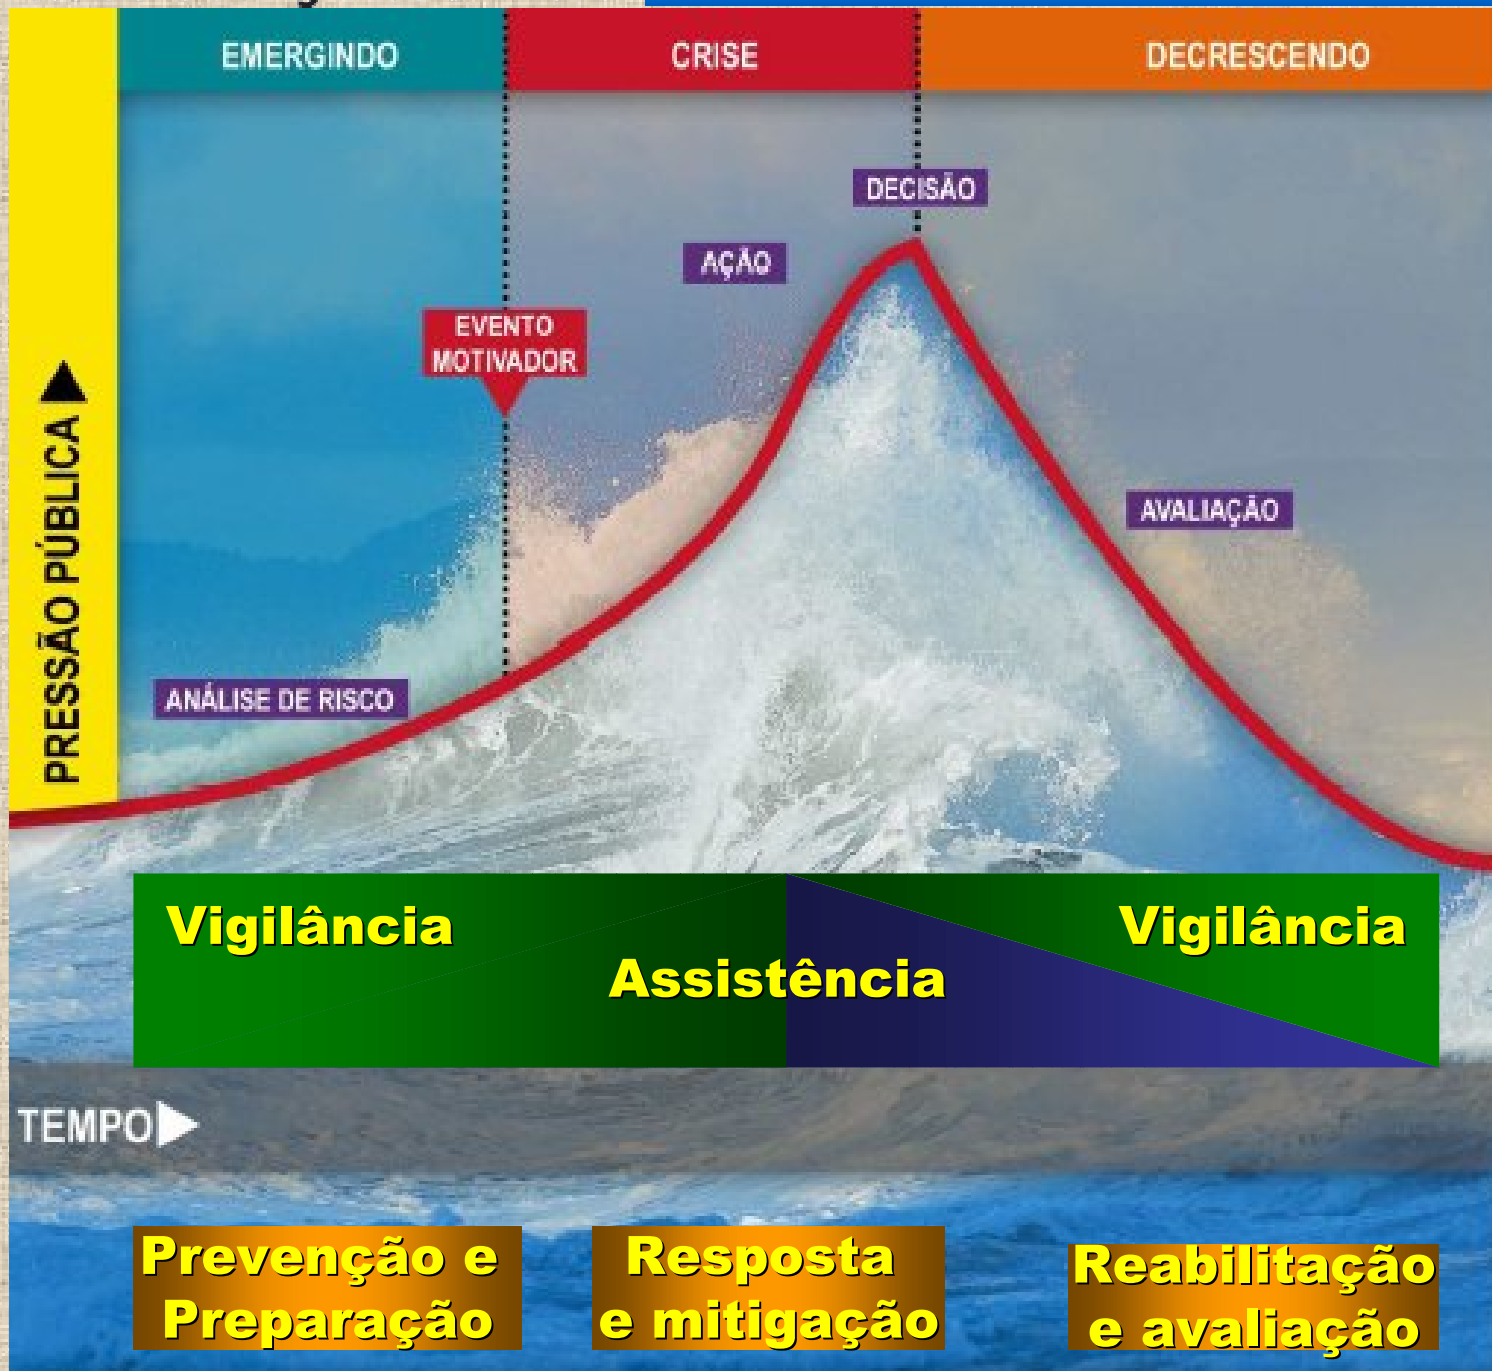 EMERGINDO
CRISE
DECRESCENDO
DECISÃO
AÇÃO
EVENTO
MOTIVADOR
PRESSÃO PÚBLICA
AVALIAÇÃO
ANÁLISE DE RISCO
Vigilância
Vigilância
Assistência
TEMPO
Prevenção e
Preparação
Resposta
e mitigação
Reabilitação
e avaliação